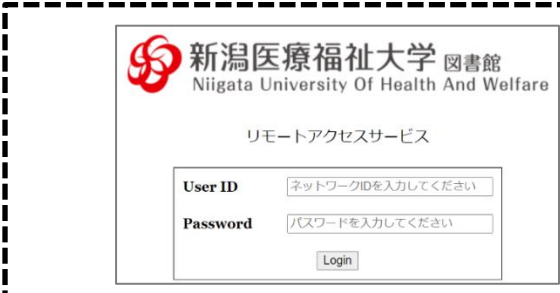 新潟医療福祉大学 図書館
Niigata University Of Health And Welfare
リモートアクセスサービス
User ID ネットワークIDを入力してください
Password パスワードを入力してください
Login